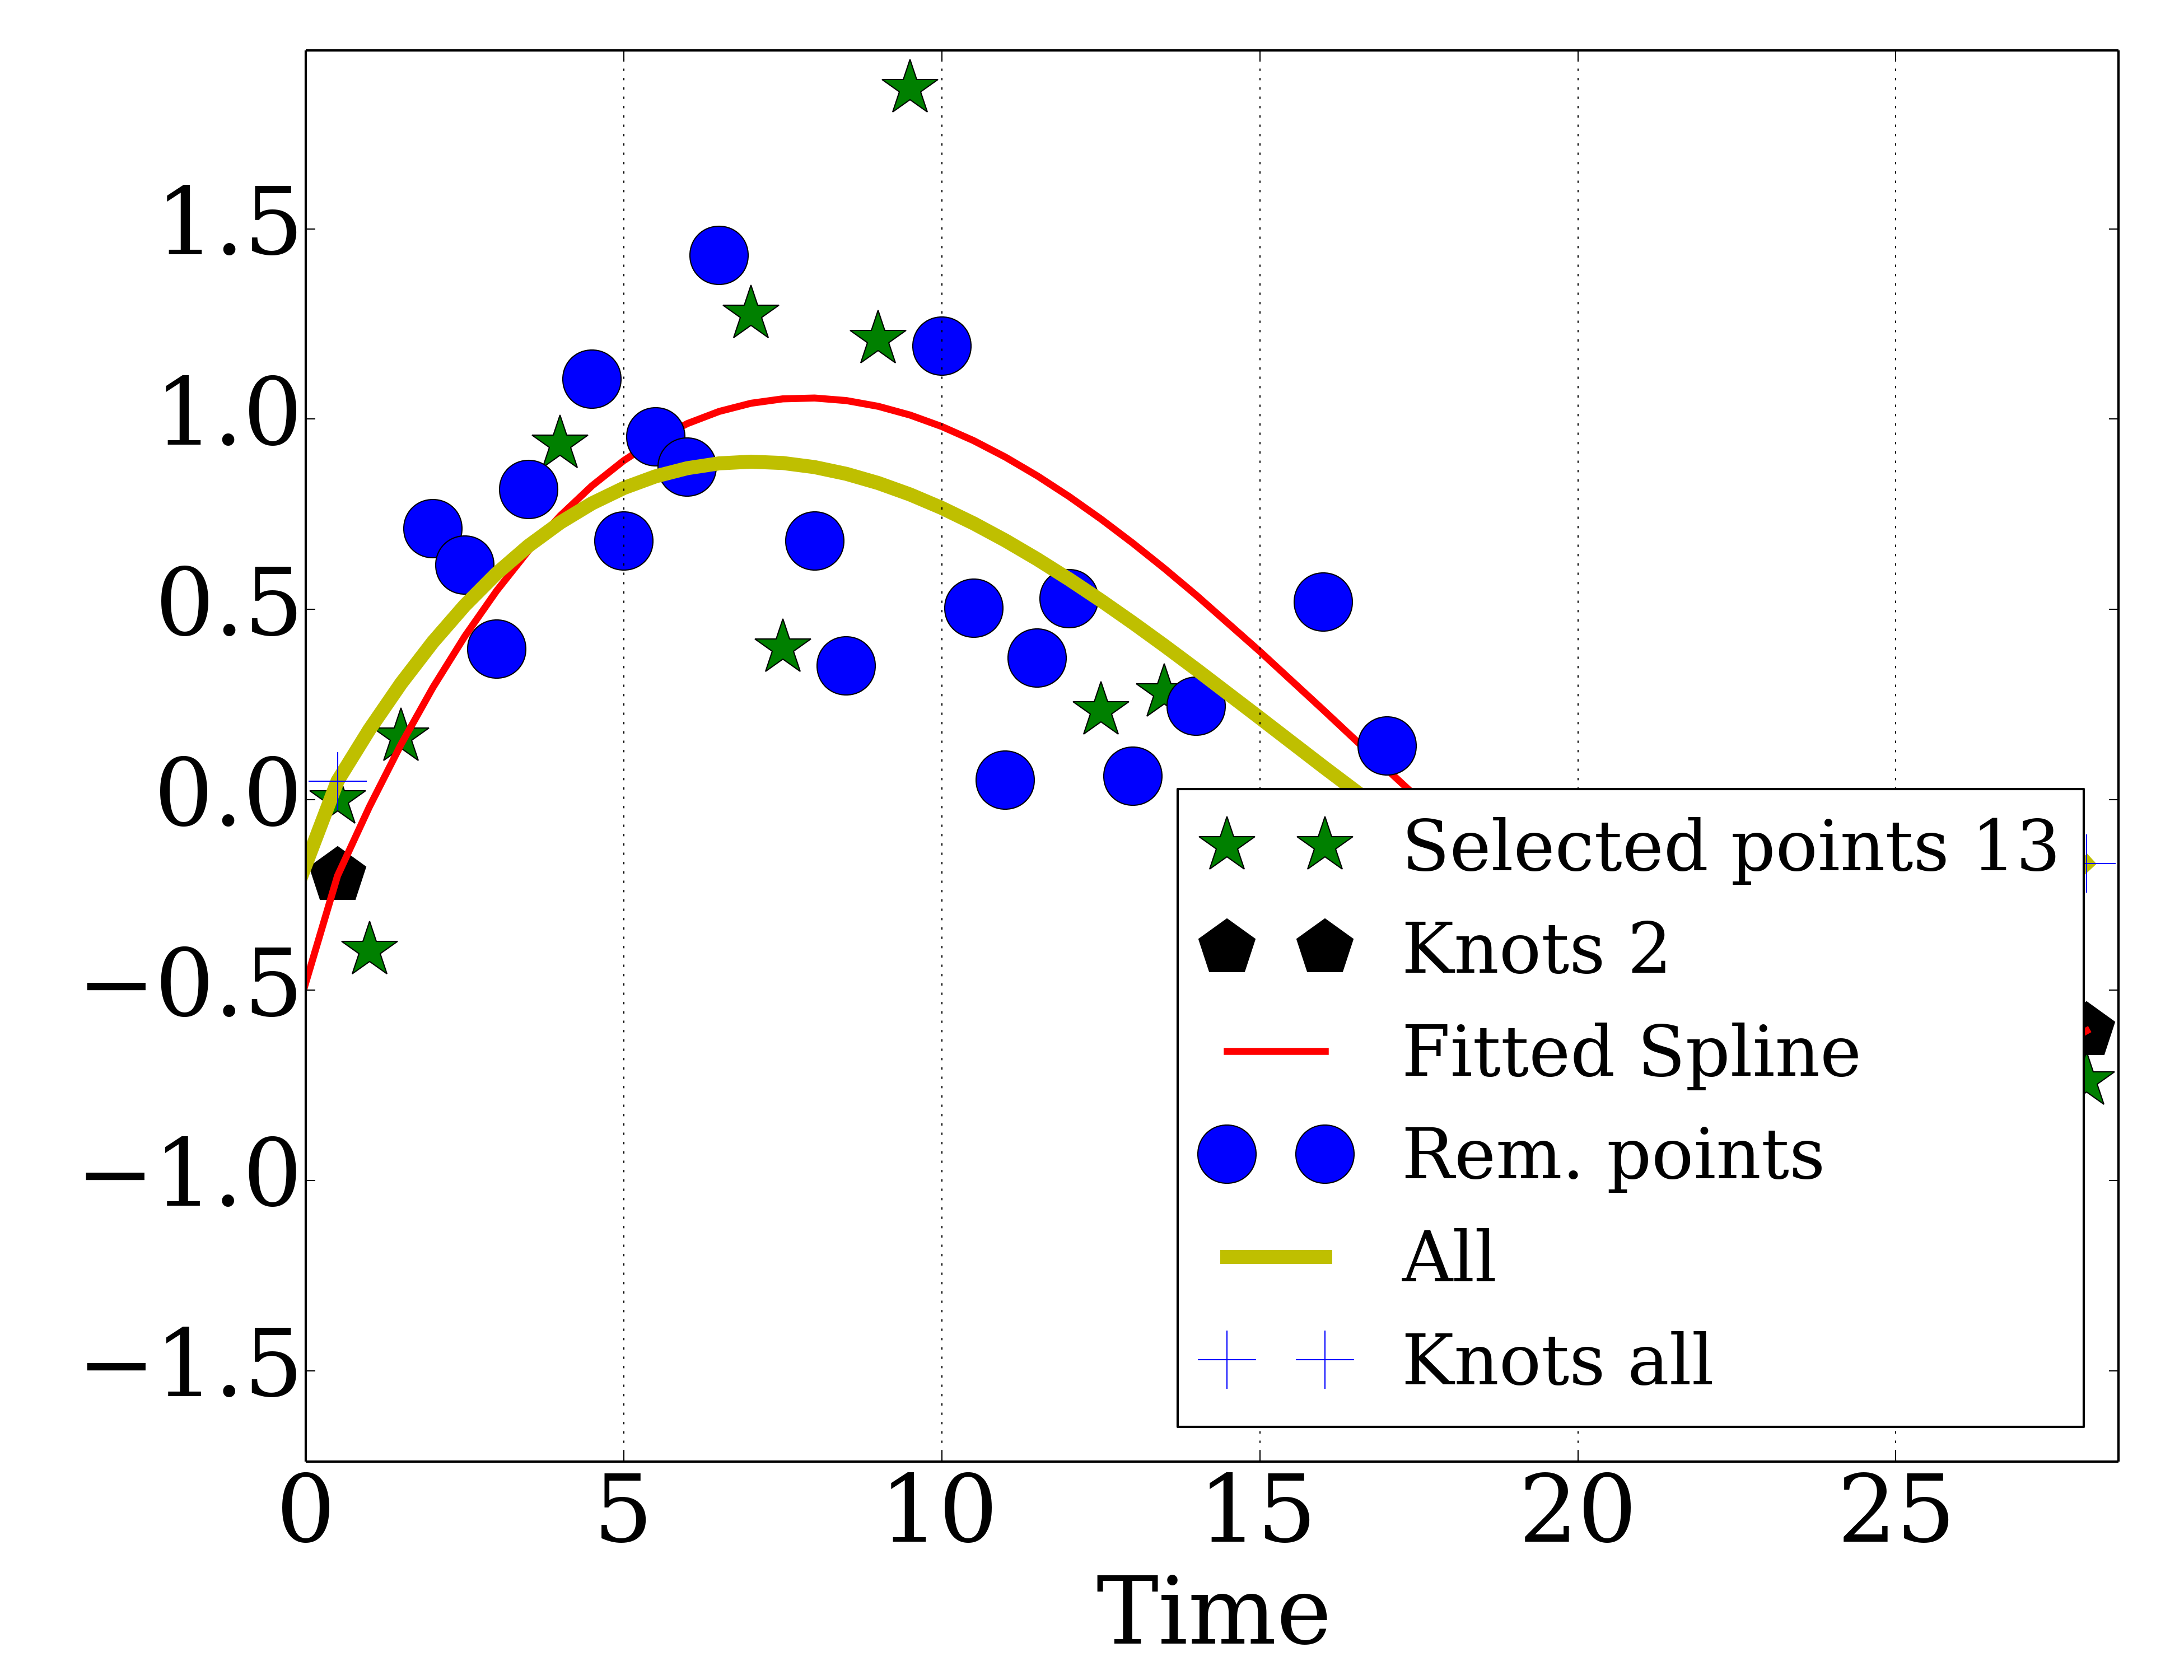 1.5
1.0
0.5
0.0
−0.5
−1.0
−1.5
0 5 10 15 20 25
Time
Selected points 13
Knots 2
Fitted Spline
Rem. points
All
Knots all